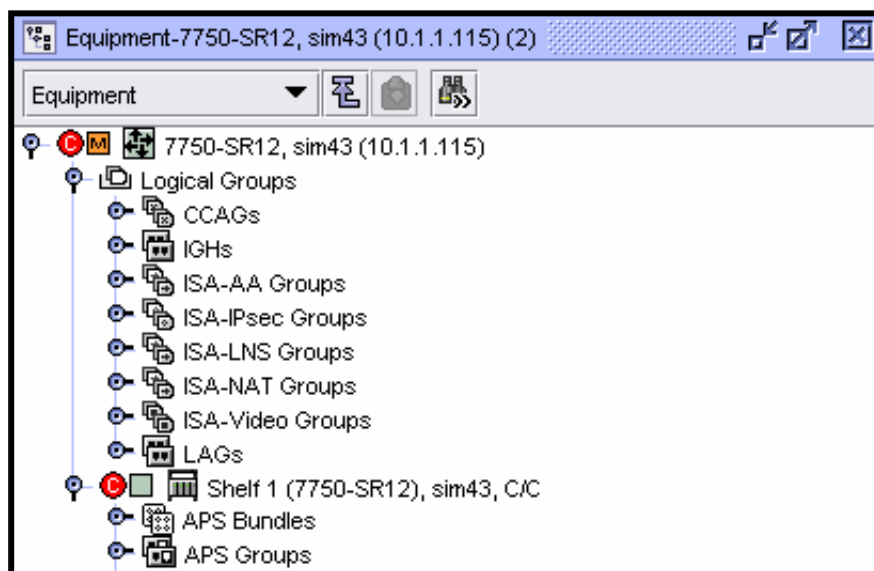 Equipment-7750-SR12, sim43 (10.1.1.115) (2)
Equipment
C M 7750-SR12, sim43 (10.1.1.115)
Logical Groups
CCAGs
IGHs
ISA-AA Groups
ISA-IPsec Groups
ISA-LNS Groups
ISA-NAT Groups
ISA-Video Groups
LAGs
C Shelf 1 (7750-SR12), sim43, C/C
APS Bundles
APS Groups